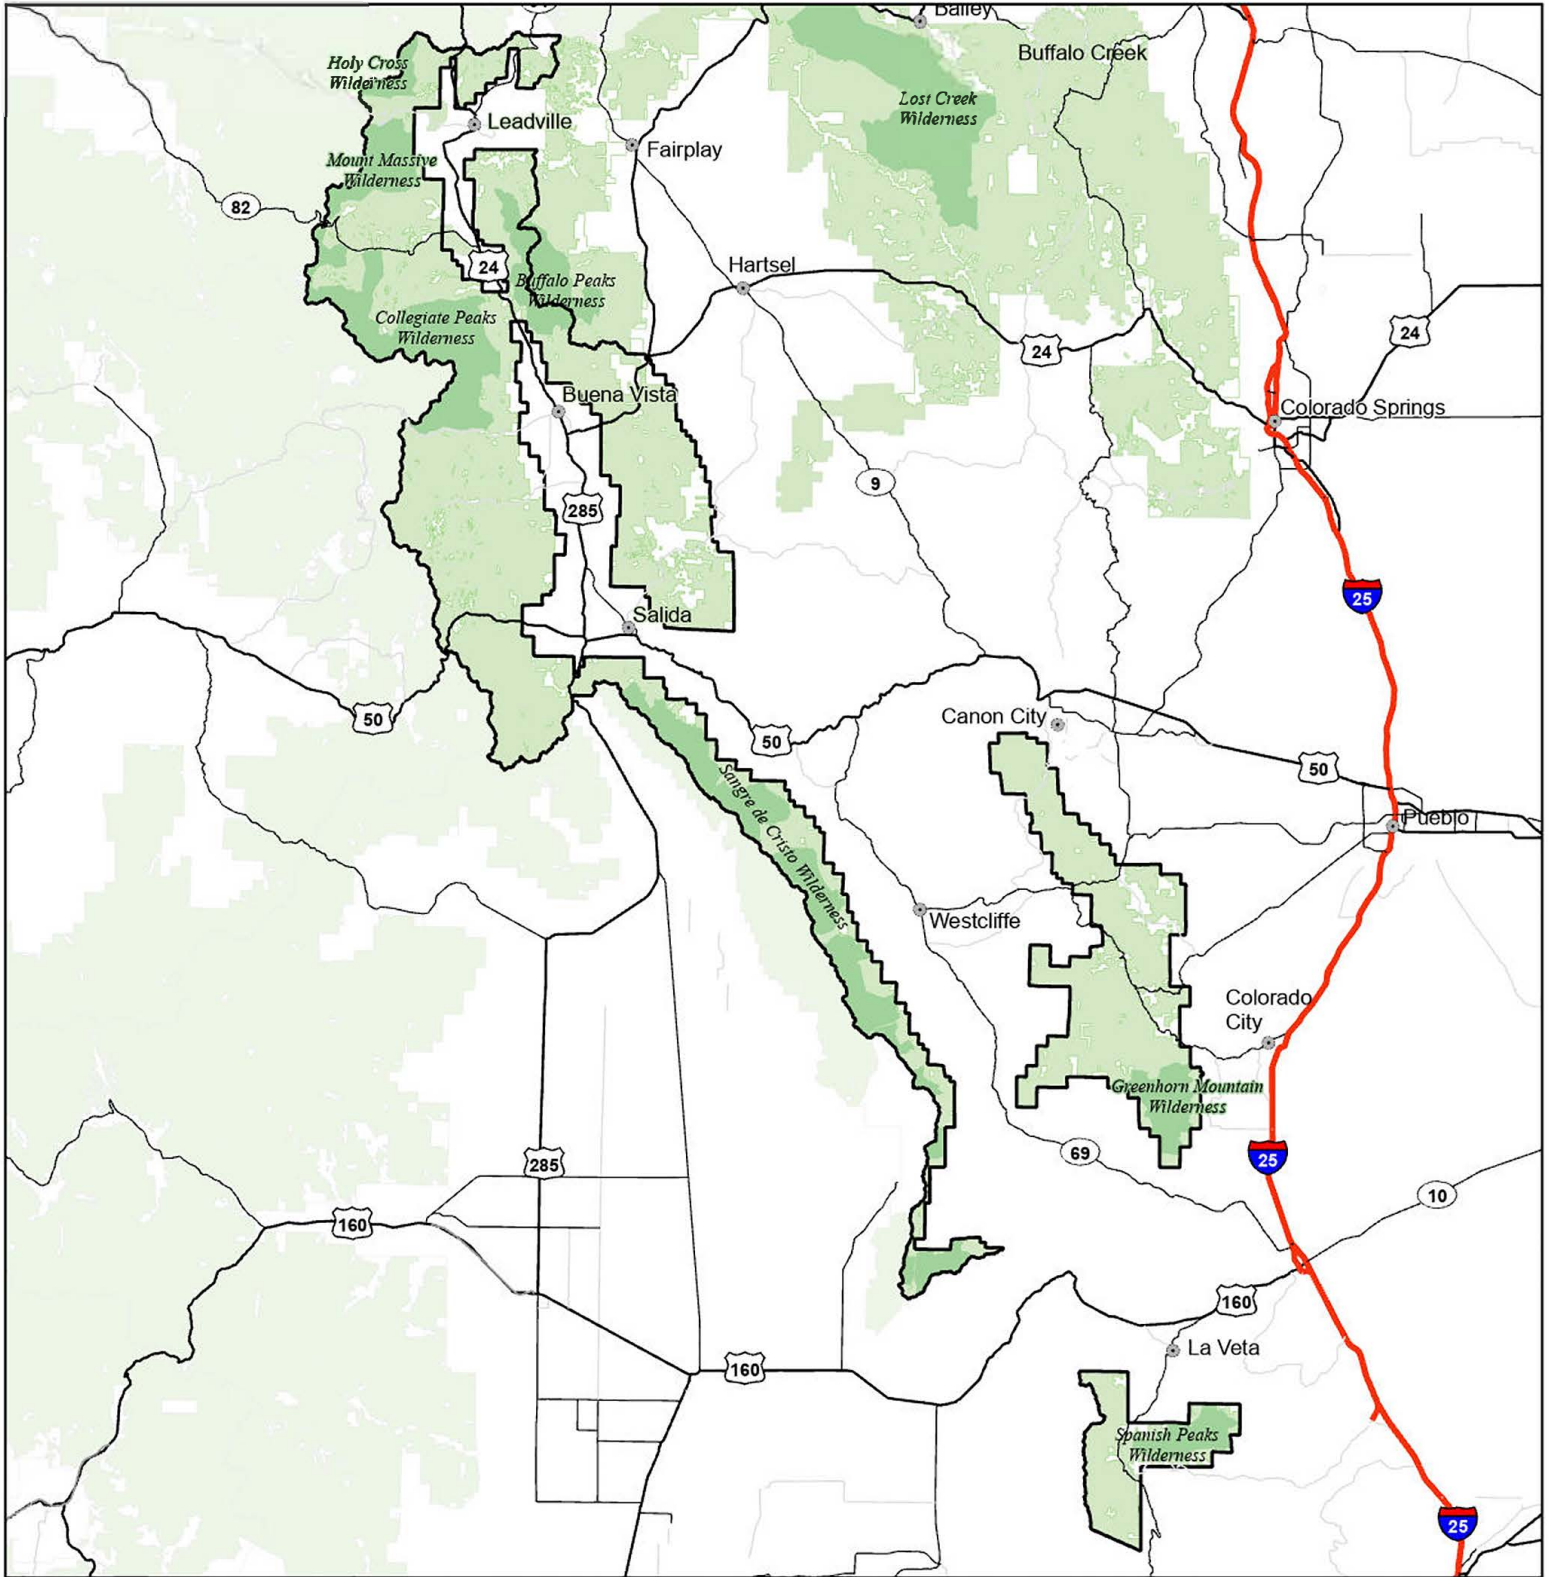 Bailey
Buffalo Creek
Holy Cross
Wilderness
Lost Creek
Wilderness
Leadville
Fairplay
Mount Massive
Wilderness
82
24
Hartsel
Buffalo Peaks
Wilderness
Collegiate Peaks
Wilderness
24
24
Buena Vista
Colorado Springs
9
285
25
Salida
50
Canon City
50
50
Sangre de Cristo Wilderness
Pueblo
Westcliffe
Colorado
City
Greenhorn Mountain
Wilderness
285
69
25
10
160
160
La Veta
160
Spanish Peaks
Wilderness
25